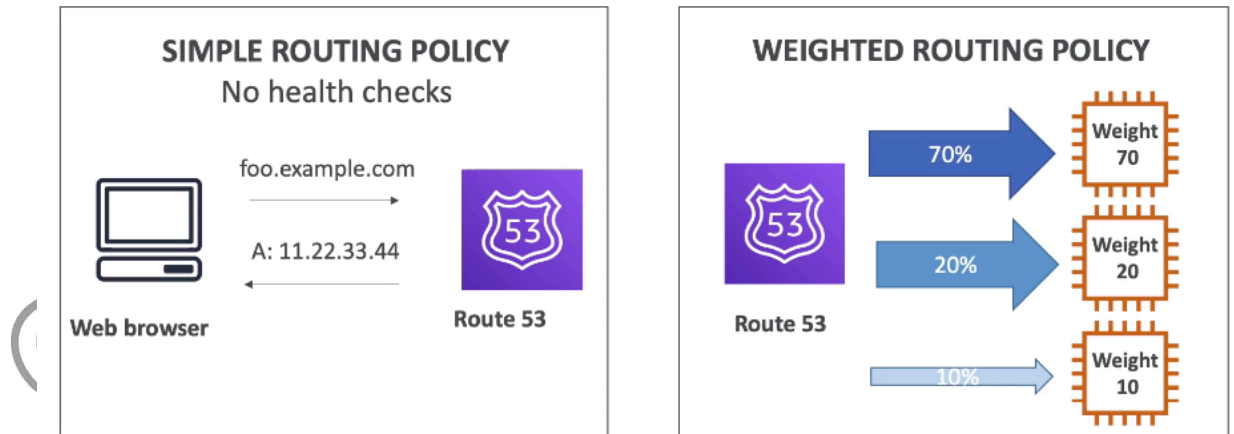 SIMPLE ROUTING POLICY
No health checks
foo.example.com
A: 11.22.33.44
53
Web browser
Route 53
WEIGHTED ROUTING POLICY
53
Route 53
70%
Weight
70
20%
Weight
20
10%
Weight
10